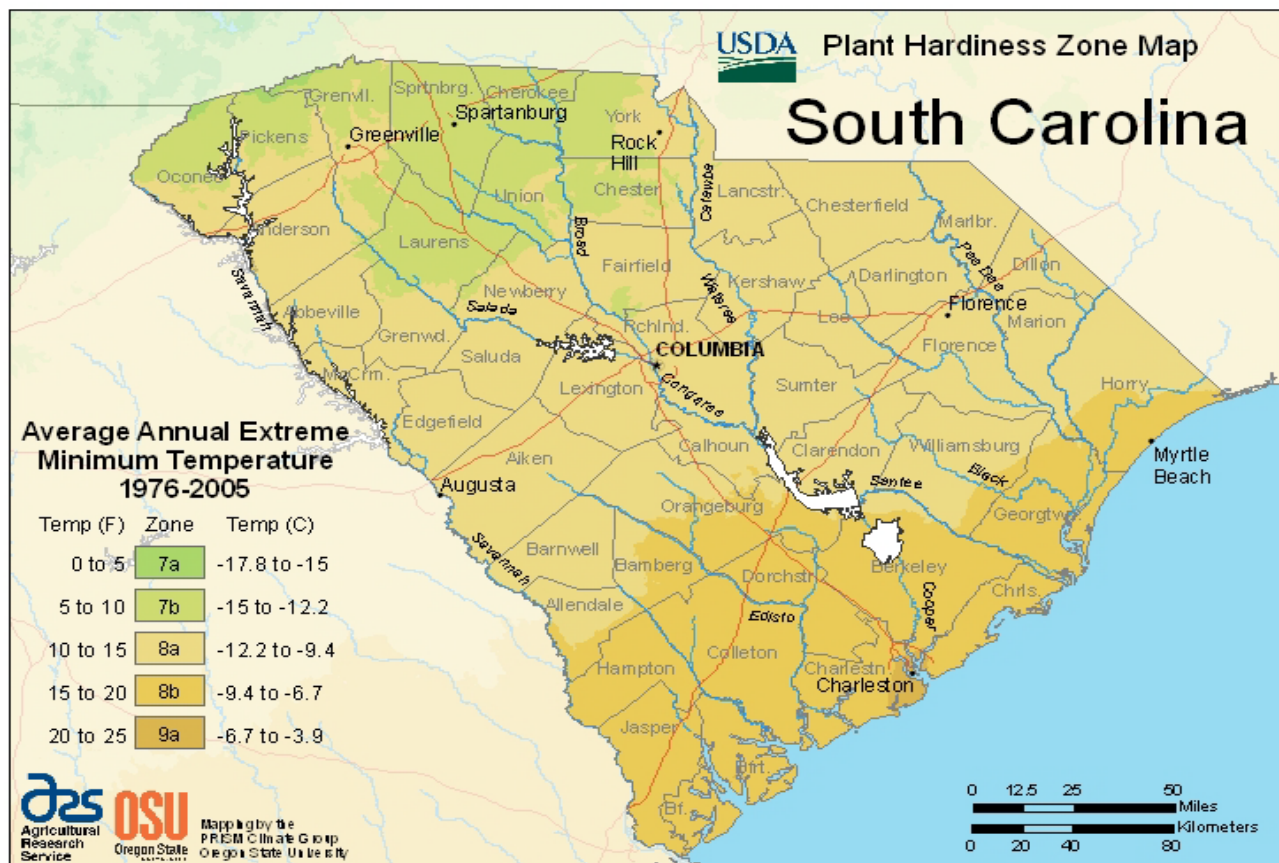 USDA
Plant Hardiness Zone Map
South Carolina
Grenvll.
Sprtnbrg.
Cherokee
Spartanburg
York
Pickens
Greenville
Rock
Hill
Oconee
Union
Chester
Catawba
Lancstr.
Chesterfield
Marlbr.
Anderson
Broad
Laurens
Fairfield
Pee Dee
Dillon
Savannah
Newberry
Wateree
Kershaw
Darlington
Abbeville
Saluda
Florence
Grenwd.
Rchlnd.
Lee
Marion
Saluda
COLUMBIA
Florence
McCrm.
Lexington
Congaree
Sumter
Horry
Edgefield
Calhoun
Clarendon
Williamsburg
Aiken
Myrtle
Beach
Augusta
Orangeburg
Santee
Black
Georgtw.
Savannah
Barnwell
Bamberg
Dorchstr.
Berkeley
Allendale
Edisto
Cooper
Chrls.
Hampton
Colleton
Charlestn
Charleston
Jasper
Bfrt.
Bf.
Average Annual Extreme
Minimum Temperature
1976-2005
Temp (F) Zone Temp (C)
0 to 5 7a -17.8 to -15
5 to 10 7b -15 to -12.2
10 to 15 8a -12.2 to -9.4
15 to 20 8b -9.4 to -6.7
20 to 25 9a -6.7 to -3.9
ars
Agricultural
Research
Service
OSU
Oregon State
Mapping by the
PRISM Climate Group
Oregon State University
0 12.5 25 50
Miles
Kilometers
0 20 40 80